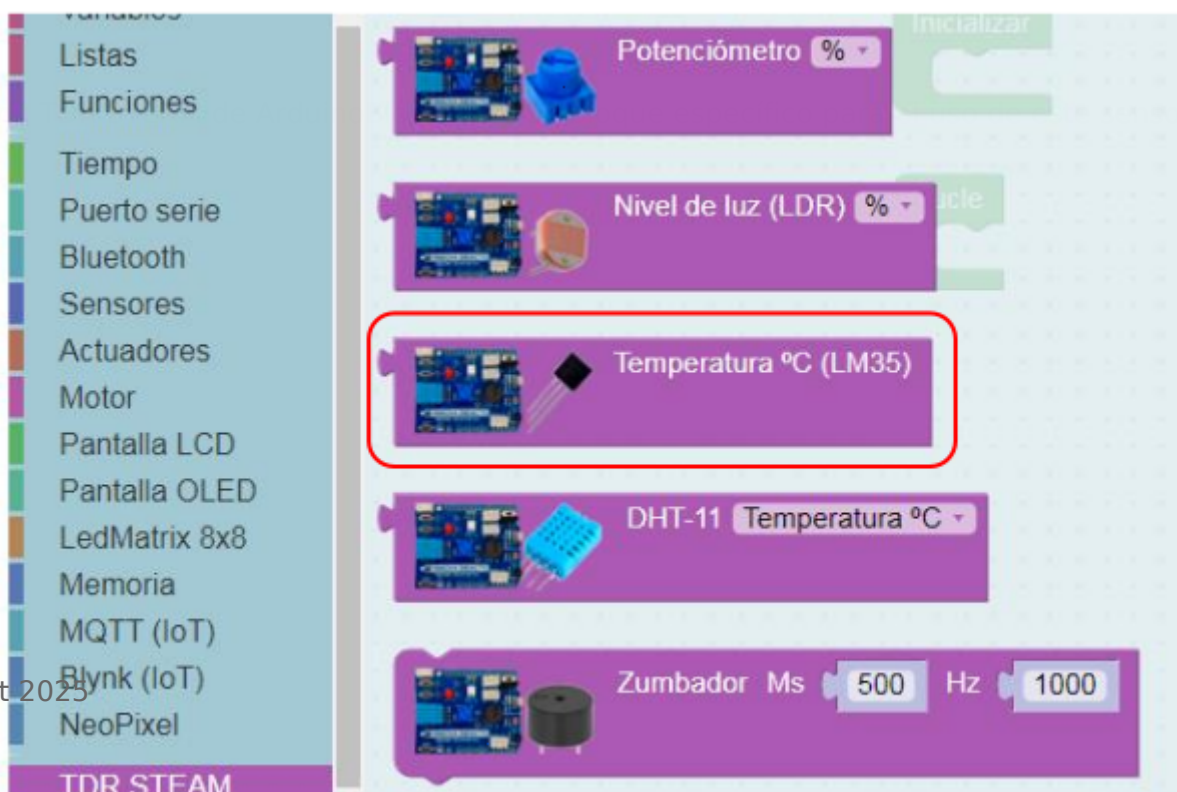 Variables
Listas
Funciones
Tiempo
Puerto serie
Bluetooth
Sensores
Actuadores
Motor
Pantalla LCD
Pantalla OLED
LedMatrix 8x8
Memoria
MQTT (IoT)
Blynk (IoT)
NeoPixel
TDR STEAM
2025
Inicializar
Potenciómetro %
Nivel de luz (LDR) %
Temperatura ºC (LM35)
DHT-11 Temperatura ºC
Zumbador Ms 500 Hz 1000